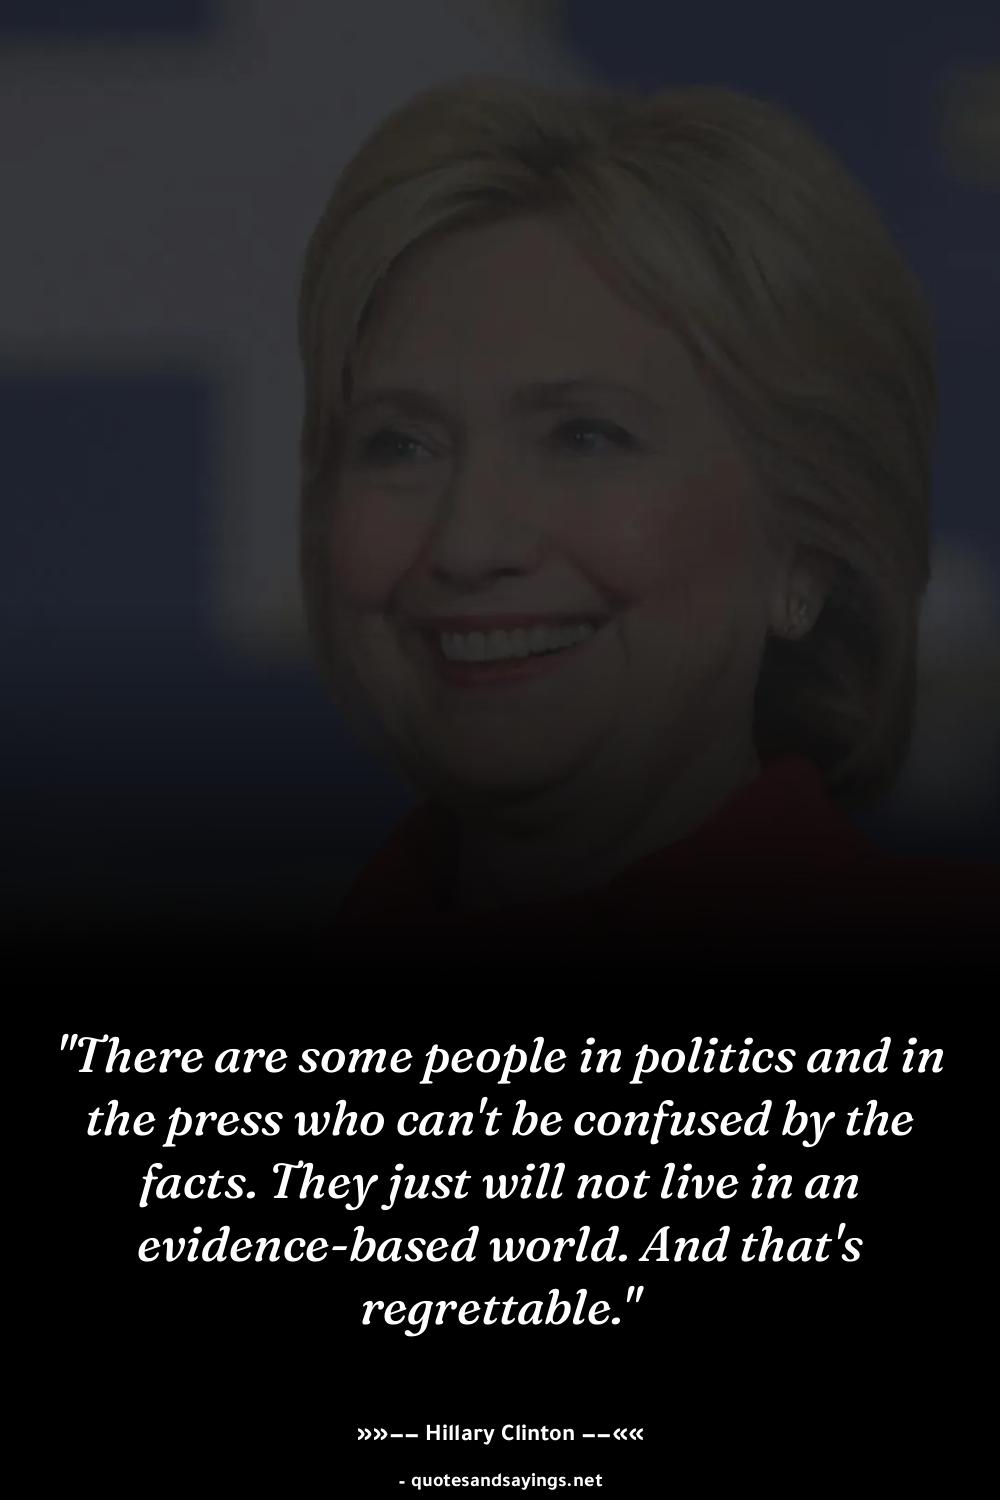 "There are some people in politics and in
the press who can't be confused by the
facts. They just will not live in an
evidence-based world. And that's
regrettable."
»»−− Hillary Clinton −−««
- quotesandsayings.net